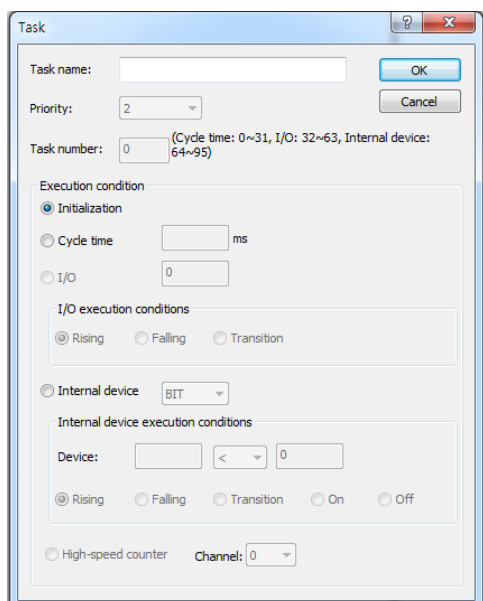 Task
?
X
Task name:
OK
Priority: 2
Cancel
Task number: 0 (Cycle time: 0~31, I/O: 32~63, Internal device:
64~95)
Execution condition
Initialization
Cycle time ms
I/O 0
I/O execution conditions
Rising Falling Transition
Internal device BIT
Internal device execution conditions
Device: < 0
Rising Falling Transition On Off
High-speed counter Channel: 0